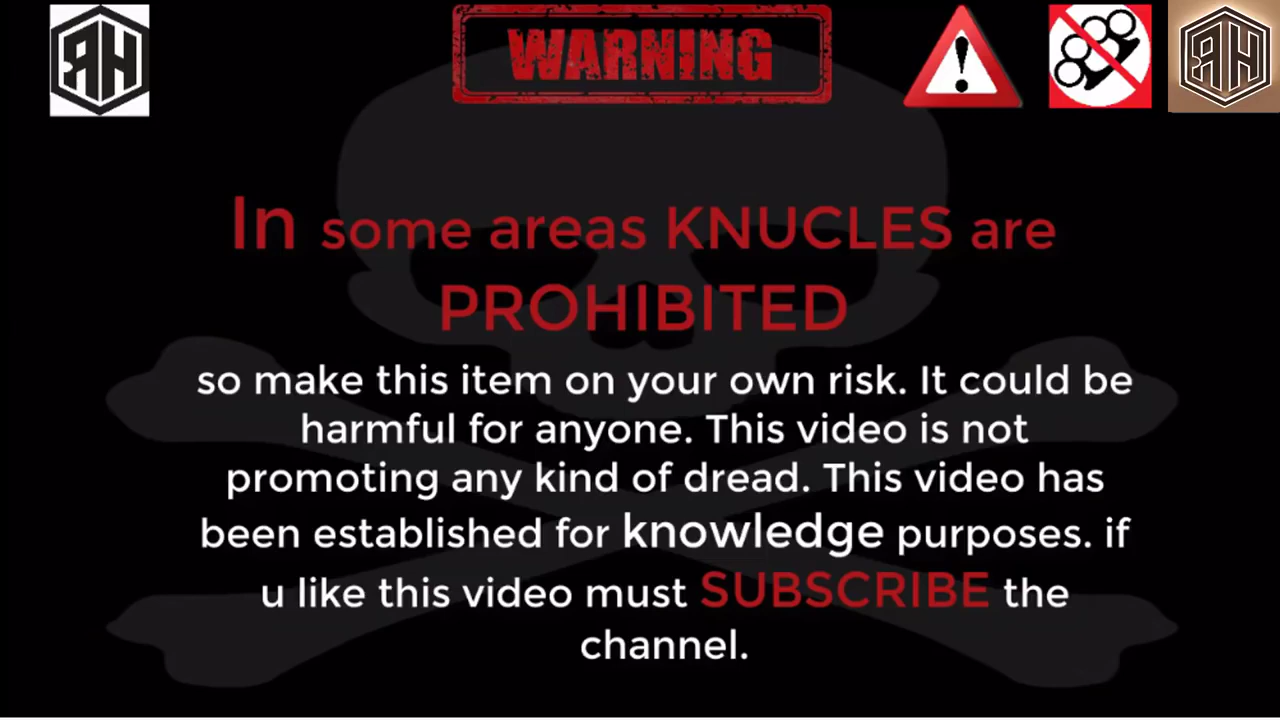 WARNING
In some areas KNUCLES are
PROHIBITED
so make this item on your own risk. It could be
harmful for anyone. This video is not
promoting any kind of dread. This video has
been established for knowledge purposes. if
u like this video must SUBSCRIBE the
channel.